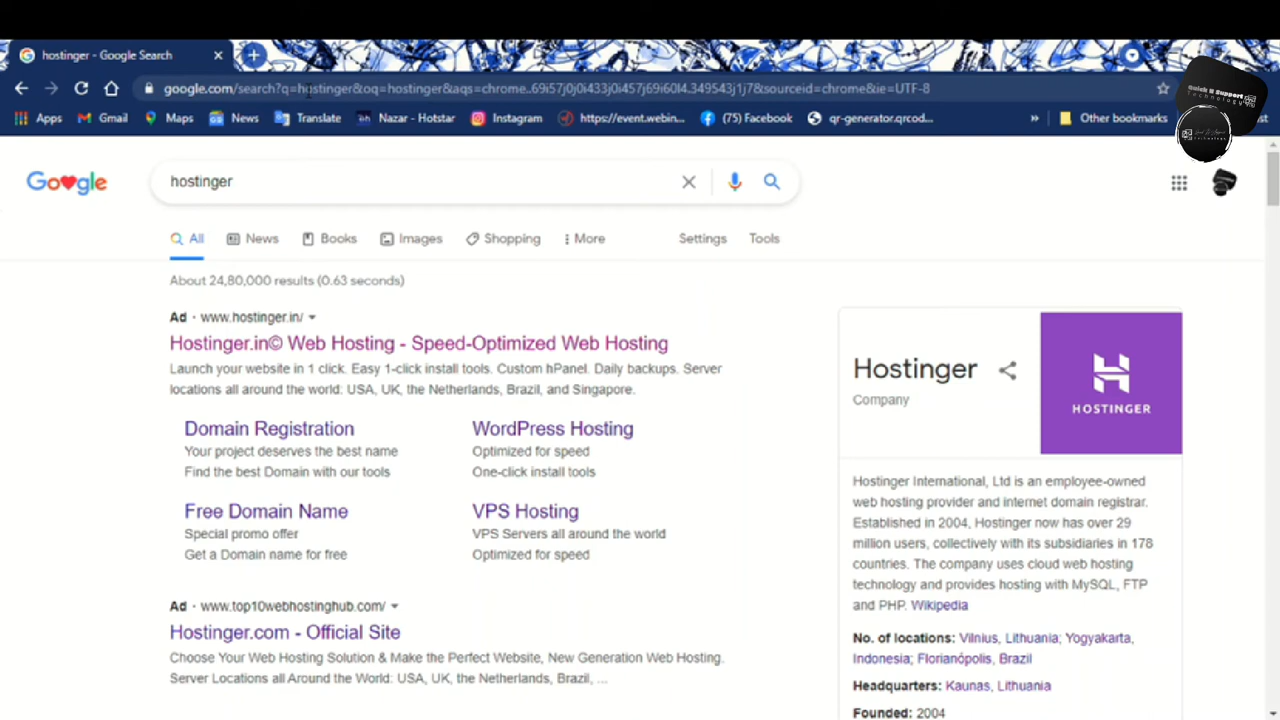 hostinger - Google Search
google.com/search?q=hostinger&oq=hostinger&aqs=chrome..69i57j0j0i433j0i457j69i60l4.349543j1j7&sourceid=chrome&ie=UTF-8
Apps Gmail Maps News Translate Nazar - Hotstar Instagram https://event.webin... (75) Facebook qr-generator.qrcod... » Other bookmarks
Google hostinger
All News Books Images Shopping More Settings Tools
About 24,80,000 results (0.63 seconds)
Ad · www.hostinger.in/
Hostinger.in© Web Hosting - Speed-Optimized Web Hosting
Launch your website in 1 click. Easy 1-click install tools. Custom hPanel. Daily backups. Server
locations all around the world: USA, UK, the Netherlands, Brazil, and Singapore.
Domain Registration
Your project deserves the best name
Find the best Domain with our tools
WordPress Hosting
Optimized for speed
One-click install tools
Free Domain Name
Special promo offer
Get a Domain name for free
VPS Hosting
VPS Servers all around the world
Optimized for speed
Ad · www.top10webhostinghub.com/
Hostinger.com - Official Site
Choose Your Web Hosting Solution & Make the Perfect Website, New Generation Web Hosting.
Server Locations all Around the World: USA, UK, the Netherlands, Brazil, ...
Hostinger
Company
HOSTINGER
Hostinger International, Ltd is an employee-owned
web hosting provider and internet domain registrar.
Established in 2004, Hostinger now has over 29
million users, collectively with its subsidiaries in 178
countries. The company uses cloud web hosting
technology and provides hosting with MySQL, FTP
and PHP. Wikipedia
No. of locations: Vilnius, Lithuania; Yogyakarta,
Indonesia; Florianópolis, Brazil
Headquarters: Kaunas, Lithuania
Founded: 2004